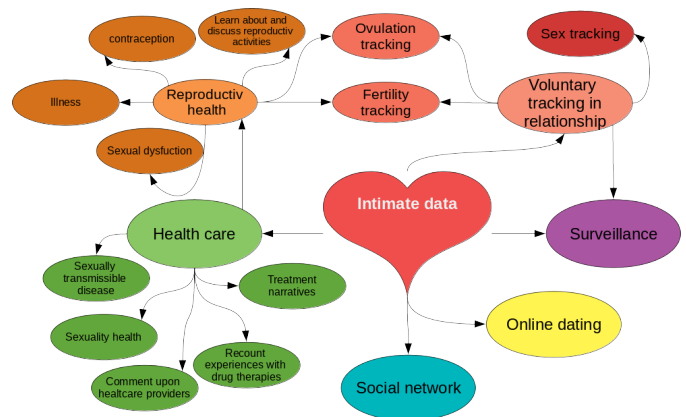 Learn about and
discuss reproductiv
activities
contraception
Ovulation
tracking
Sex tracking
Illness
Reproductiv
health
Fertility
tracking
Voluntary
tracking in
relationship
Sexual dysfuction
Intimate data
Health care
Surveillance
Sexually
transmissible
disease
Treatment
narratives
Sexuality health
Online dating
Recount
experiences with
drug therapies
Comment upon
healtcare providers
Social network